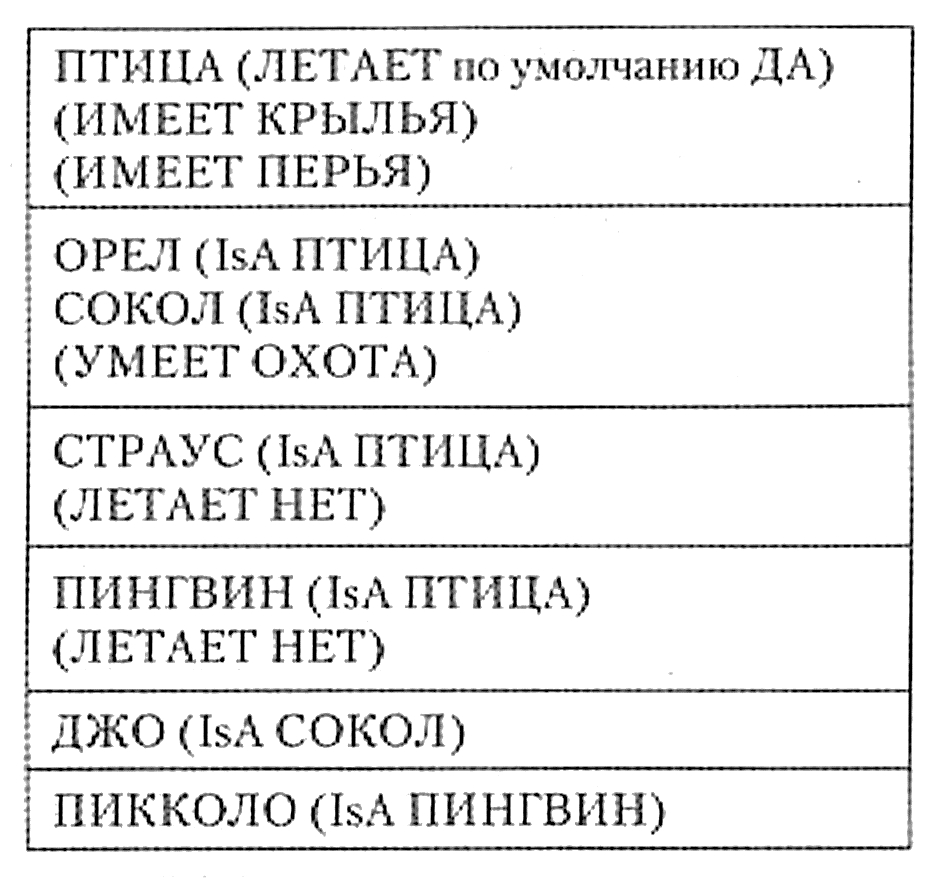 ПТИЦА (ЛЕТАЕТ по умолчанию ДА)
(ИМЕЕТ КРЫЛЬЯ)
(ИМЕЕТ ПЕРЬЯ)
ОРЕЛ (IsA ПТИЦА)
СОКОЛ (IsA ПТИЦА)
(УМЕЕТ ОХОТА)
СТРАУС (IsA ПТИЦА)
(ЛЕТАЕТ НЕТ)
ПИНГВИН (IsA ПТИЦА)
(ЛЕТАЕТ НЕТ)
ДЖО (IsA СОКОЛ)
ПИККОЛО (IsA ПИНГВИН)